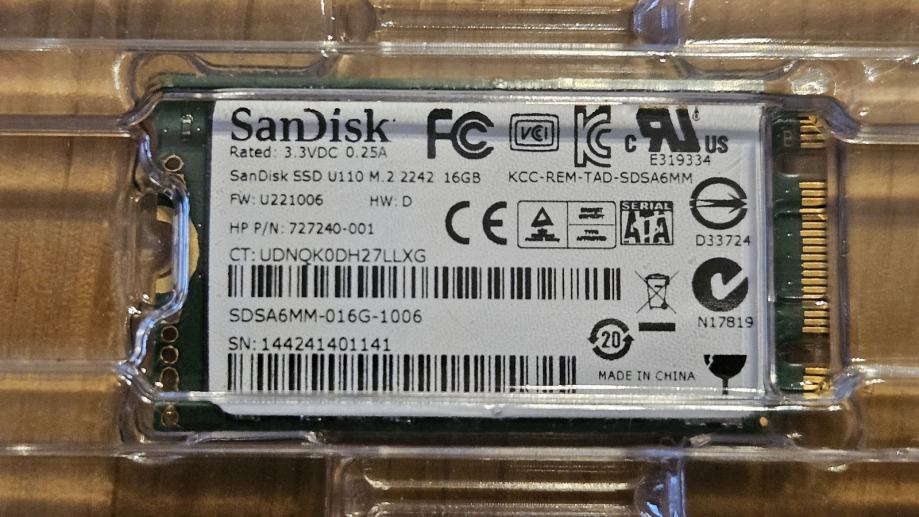 SanDisk
FC
VCCI
C UL US
Rated: 3.3VDC 0.25A
E319334
SanDisk SSD U110 M.2 2242 16GB
KCC-REM-TAD-SDSA6MM
FW: U221006
HW: D
CE
SERIAL
ATA
HP P/N: 727240-001
D33724
CT: UDNQK0DH27LLXG
SDSA6MM-016G-1006
N17819
SN: 144241401141
20
MADE IN CHINA